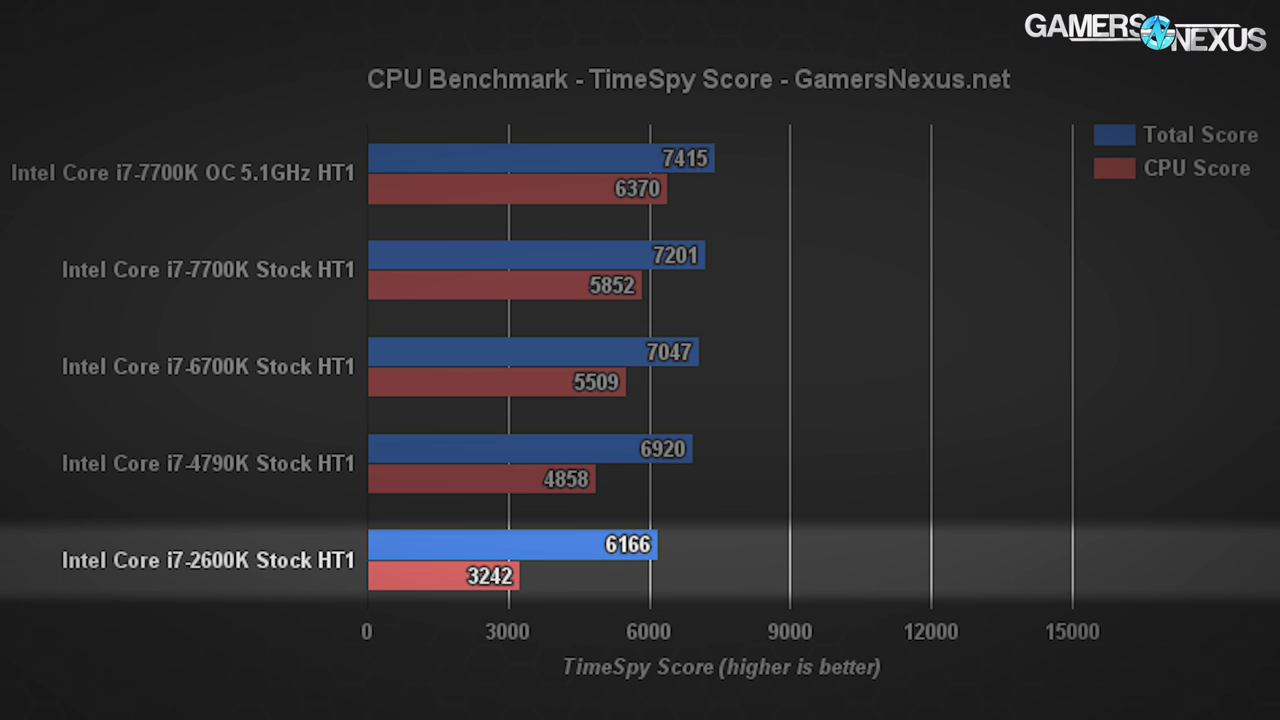 GAMERS NEXUS
CPU Benchmark - TimeSpy Score - GamersNexus.net
Total Score
CPU Score
Intel Core i7-7700K OC 5.1GHz HT1
7415
6370
Intel Core i7-7700K Stock HT1
7201
5852
Intel Core i7-6700K Stock HT1
7047
5509
Intel Core i7-4790K Stock HT1
6920
4858
Intel Core i7-2600K Stock HT1
6166
3242
0 3000 6000 9000 12000 15000
TimeSpy Score (higher is better)